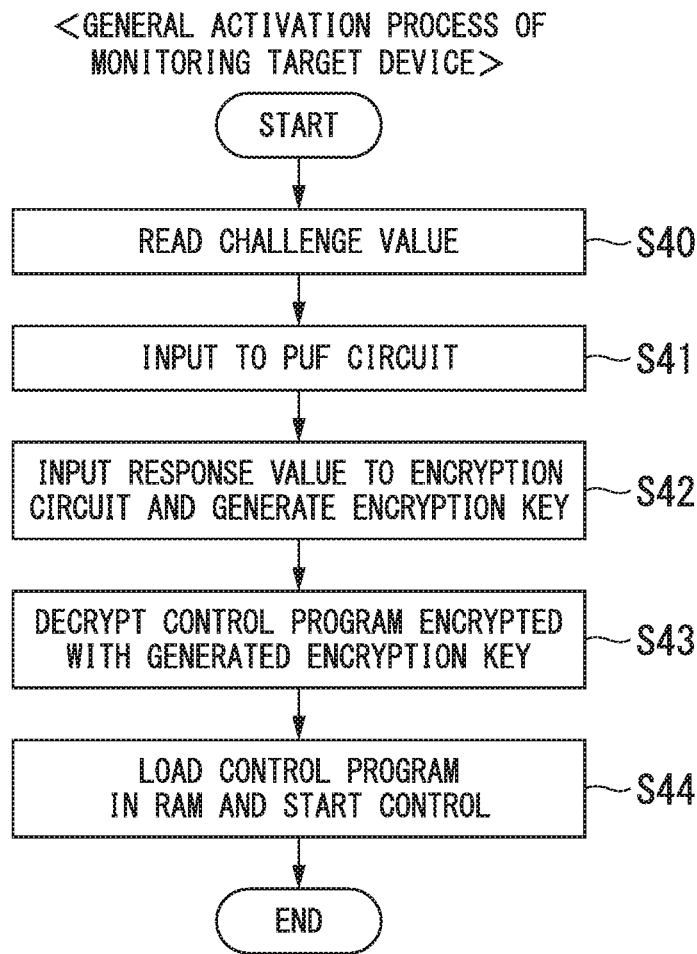 <GENERAL ACTIVATION PROCESS OF
MONITORING TARGET DEVICE>
START
READ CHALLENGE VALUE
S40
INPUT TO PUF CIRCUIT
S41
INPUT RESPONSE VALUE TO ENCRYPTION
CIRCUIT AND GENERATE ENCRYPTION KEY
S42
DECRYPT CONTROL PROGRAM ENCRYPTED
WITH GENERATED ENCRYPTION KEY
S43
LOAD CONTROL PROGRAM
IN RAM AND START CONTROL
S44
END